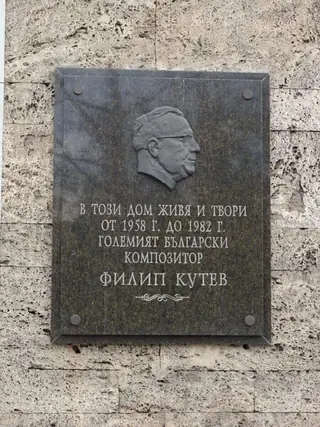 В ТОЗИ ДОМ ЖИВЯ И ТВОРИ
ОТ 1958 Г. ДО 1982 Г.
ГОЛЕМИЯТ БЪЛГАРСКИ
КОМПОЗИТОР
ФИЛИП КУТЕВ